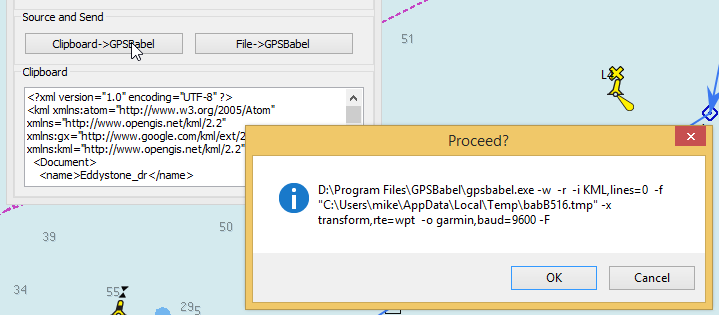 Source and Send
Clipboard->GPSBabel
File->GPSBabel
Clipboard
<?xml version="1.0" encoding="UTF-8" ?>
<kml xmlns:atom="http://www.w3.org/2005/Atom"
xmlns="http://www.opengis.net/kml/2.2"
xmlns:gx="http://www.google.com/kml/ext/2
xmlns:kml="http://www.opengis.net/kml/2.2"
<Document>
<name>Eddystone_dr</name>
Proceed?
D:\Program Files\GPSBabel\gpsbabel.exe -w -r -i KML,lines=0 -f
"C:\Users\mike\AppData\Local\Temp\babB516.tmp" -x
transform,rte=wpt -o garmin,baud=9600 -F
OK
Cancel
51
39
50
34
55
295